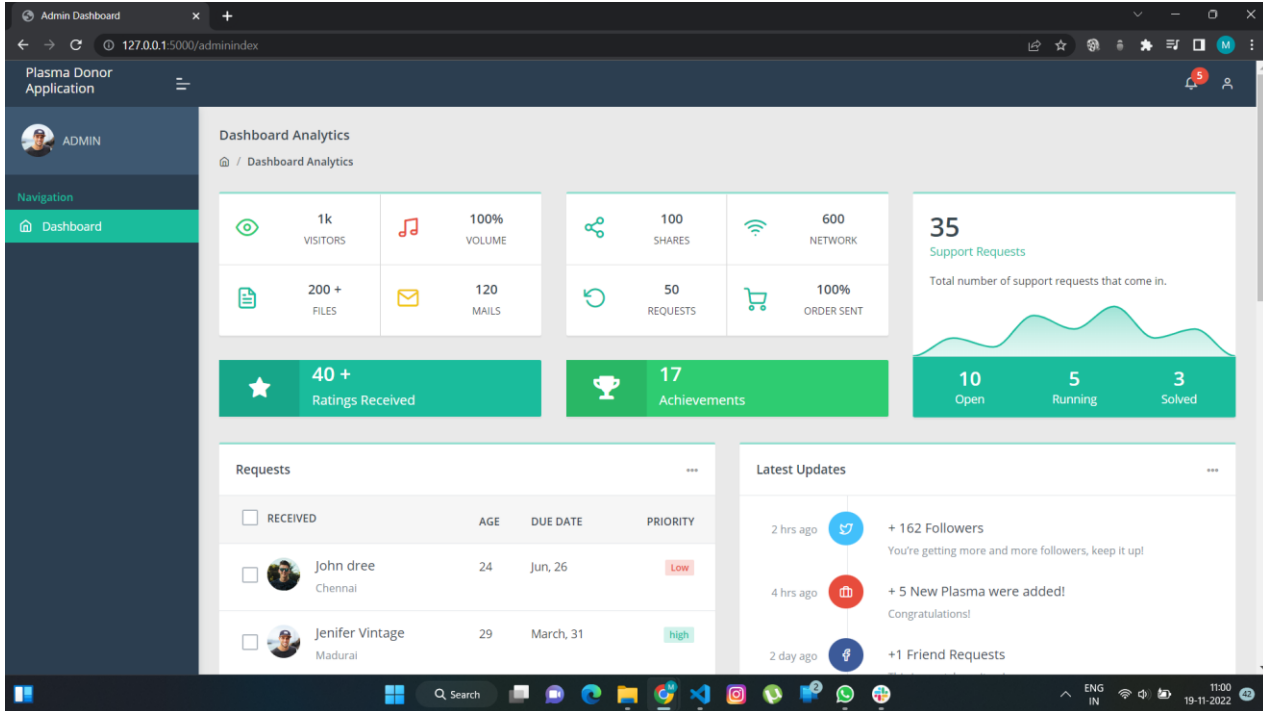 Admin Dashboard
127.0.0.1:5000/adminindex
M
Plasma Donor
Application
5
ADMIN
Navigation
Dashboard
Dashboard Analytics
/ Dashboard Analytics
1k
VISITORS
100%
VOLUME
200 +
FILES
120
MAILS
100
SHARES
600
NETWORK
50
REQUESTS
100%
ORDER SENT
35
Support Requests
Total number of support requests that come in.
10
Open
5
Running
3
Solved
40 +
Ratings Received
17
Achievements
Requests
RECEIVED AGE DUE DATE PRIORITY
John dree 24 Jun, 26 Low
Chennai
Jenifer Vintage 29 March, 31 high
Madurai
Latest Updates
2 hrs ago + 162 Followers
You're getting more and more followers, keep it up!
4 hrs ago + 5 New Plasma were added!
Congratulations!
2 day ago +1 Friend Requests
Search
2
ENG
IN
11:00
19-11-2022
42